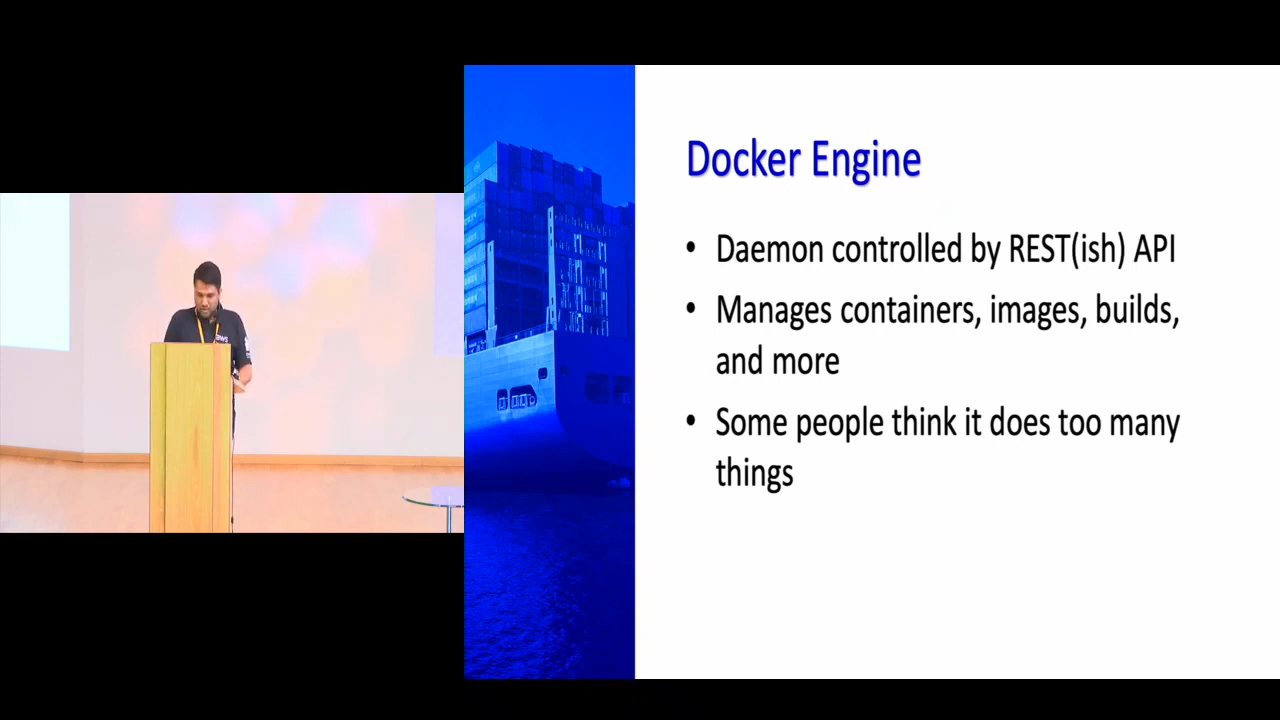 Docker Engine
• Daemon controlled by REST(ish) API
• Manages containers, images, builds,
and more
• Some people think it does too many
things